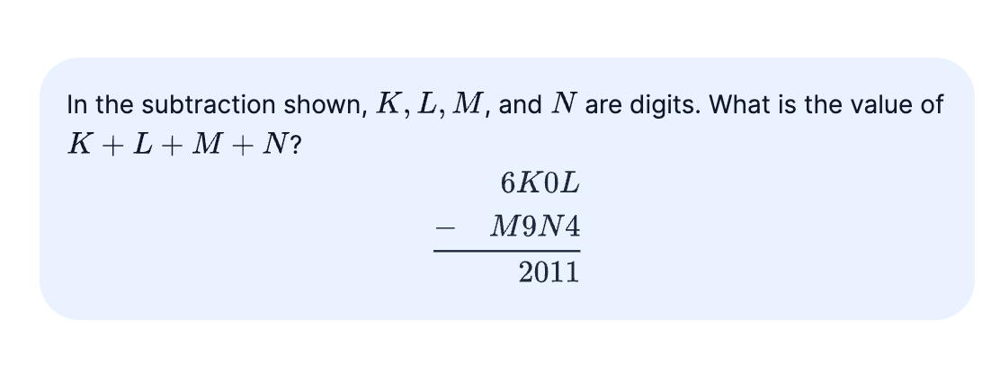 In the subtraction shown, K, L, M, and N are digits. What is the value of
K + L + M + N?
6K0L
− M9N4
2011